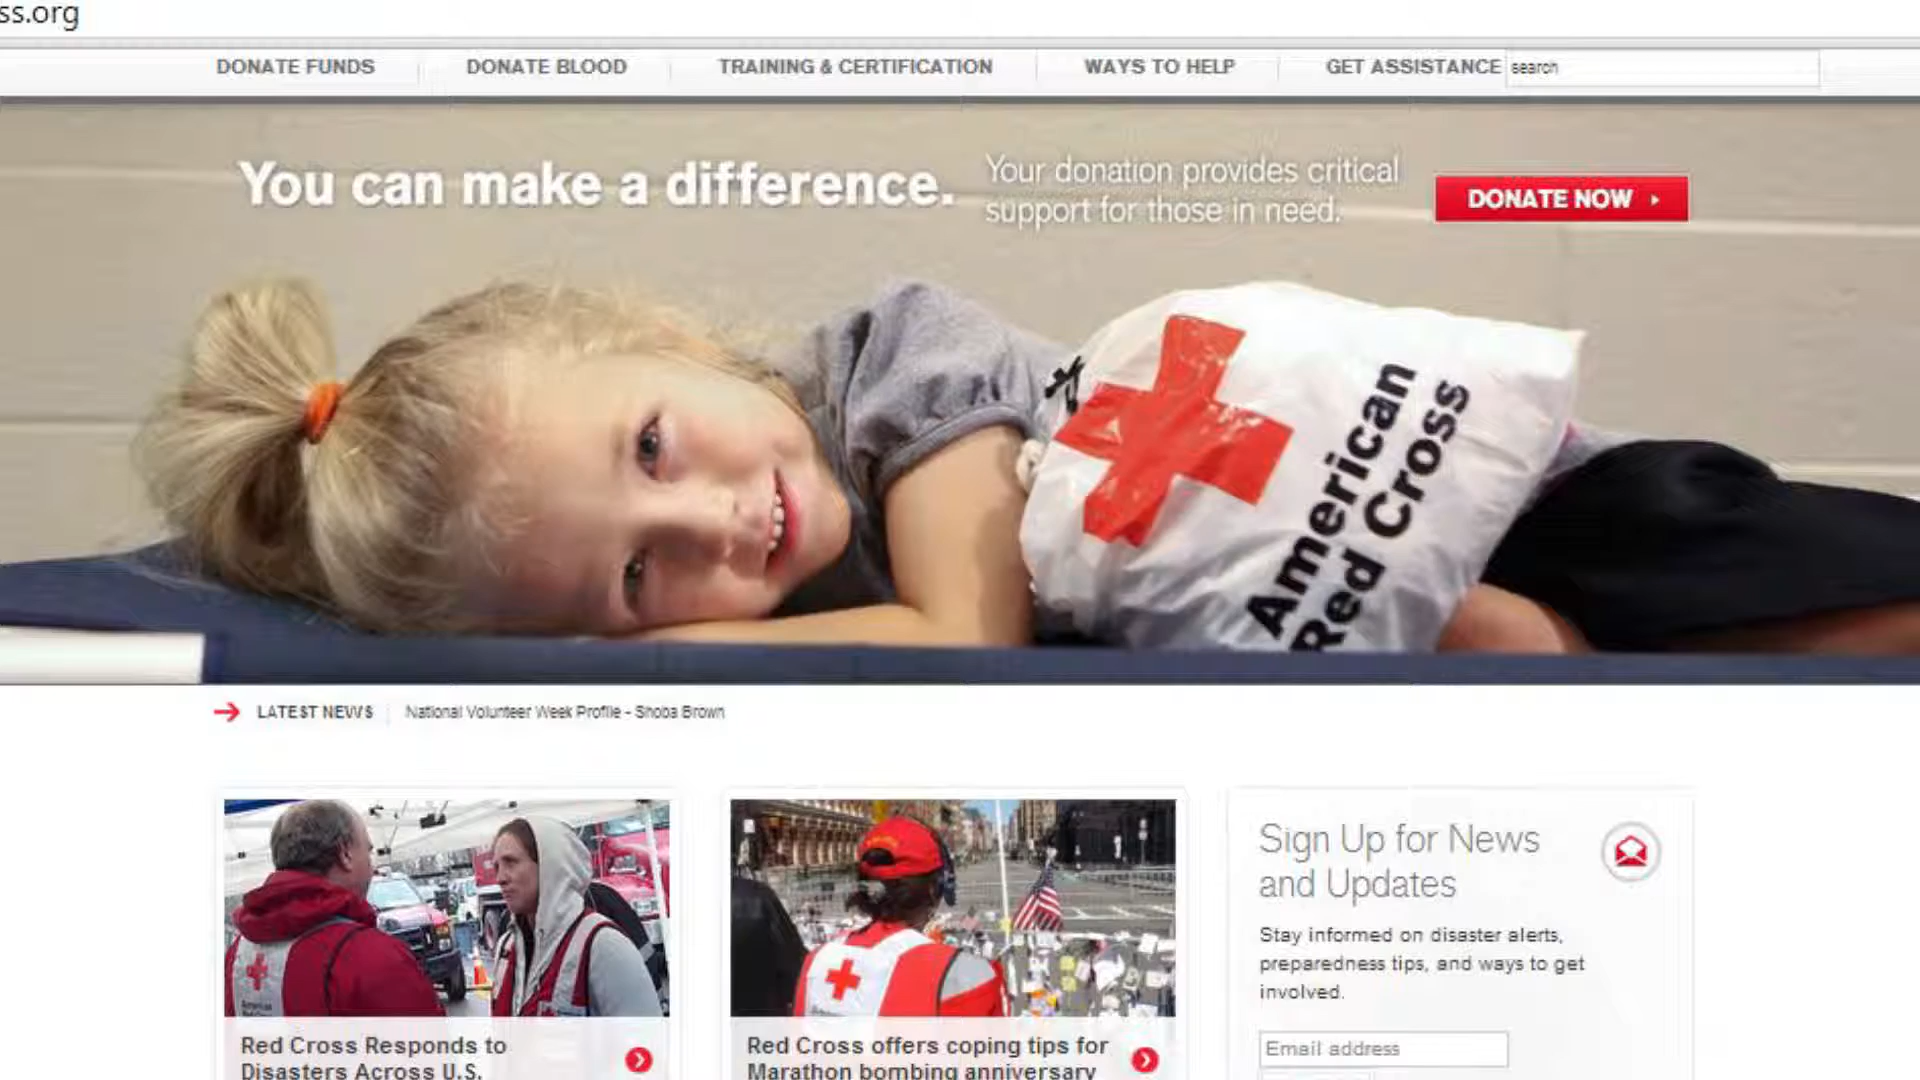 ss.org
DONATE FUNDS
DONATE BLOOD
TRAINING & CERTIFICATION
WAYS TO HELP
GET ASSISTANCE
search
You can make a difference.
Your donation provides critical
support for those in need.
DONATE NOW
American
Red Cross
LATEST NEWS
National Volunteer Week Profile - Shoba Brown
Red Cross Responds to
Disasters Across U.S.
Red Cross offers coping tips for
Marathon bombing anniversary
Sign Up for News
and Updates
Stay informed on disaster alerts,
preparedness tips, and ways to get
involved.
Email address